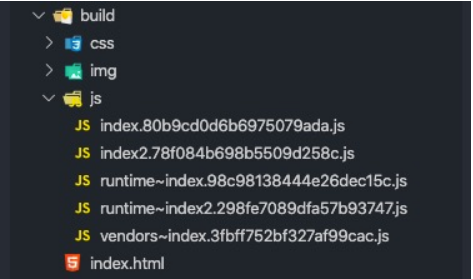 build
css
img
js
JS index.80b9cd0d6b6975079ada.js
JS index2.78f084b698b5509d258c.js
JS runtime~index.98c98138444e26dec15c.js
JS runtime~index2.298fe7089dfa57b93747.js
JS vendors~index.3fbff752bf327af99cac.js
index.html